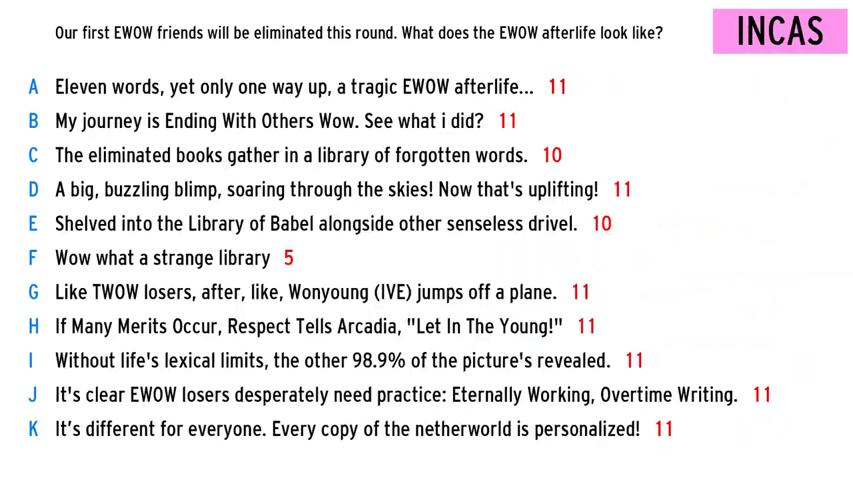 Our first EWOW friends will be eliminated this round. What does the EWOW afterlife look like?
INCAS
A Eleven words, yet only one way up, a tragic EWOW afterlife... 11
B My journey is Ending With Others Wow. See what i did? 11
C The eliminated books gather in a library of forgotten words. 10
D A big, buzzling blimp, soaring through the skies! Now that's uplifting! 11
E Shelved into the Library of Babel alongside other senseless drivel. 10
F Wow what a strange library 5
G Like TWOW losers, after, like, Wonyoung (IVE) jumps off a plane. 11
H If Many Merits Occur, Respect Tells Arcadia, "Let In The Young!" 11
I Without life's lexical limits, the other 98.9% of the picture's revealed. 11
J It's clear EWOW losers desperately need practice: Eternally Working, Overtime Writing. 11
K It’s different for everyone. Every copy of the netherworld is personalized! 11